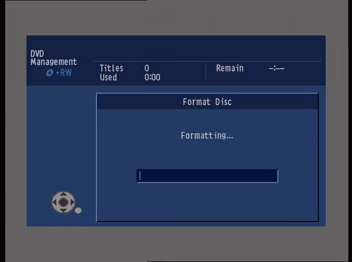 DVD
Management
+RW
Titles 0 Remain -:--
Used 0:00
Format Disc
Formatting...